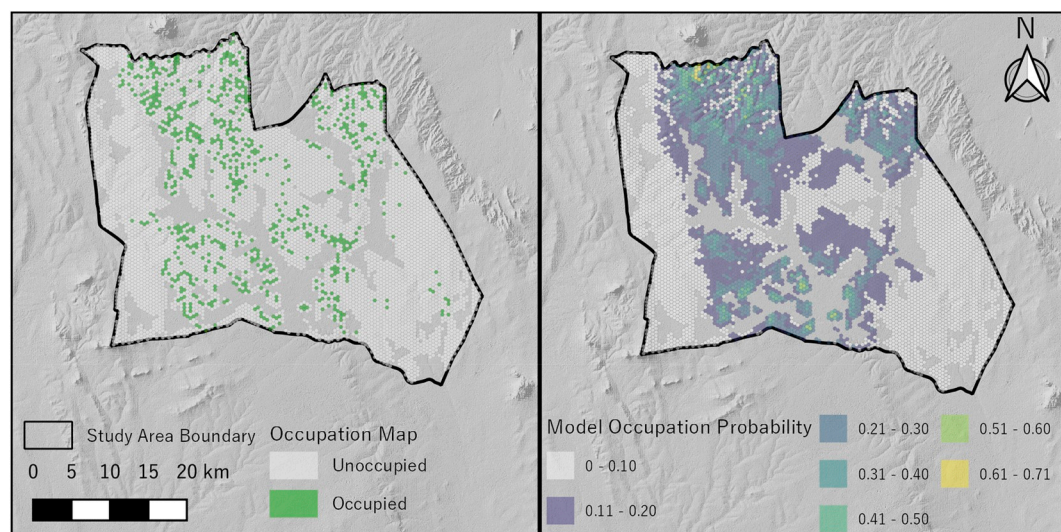 N
Study Area Boundary
0 5 10 15 20 km
Occupation Map
Unoccupied
Occupied
Model Occupation Probability
0 - 0.10
0.11 - 0.20
0.21 - 0.30
0.31 - 0.40
0.41 - 0.50
0.51 - 0.60
0.61 - 0.71